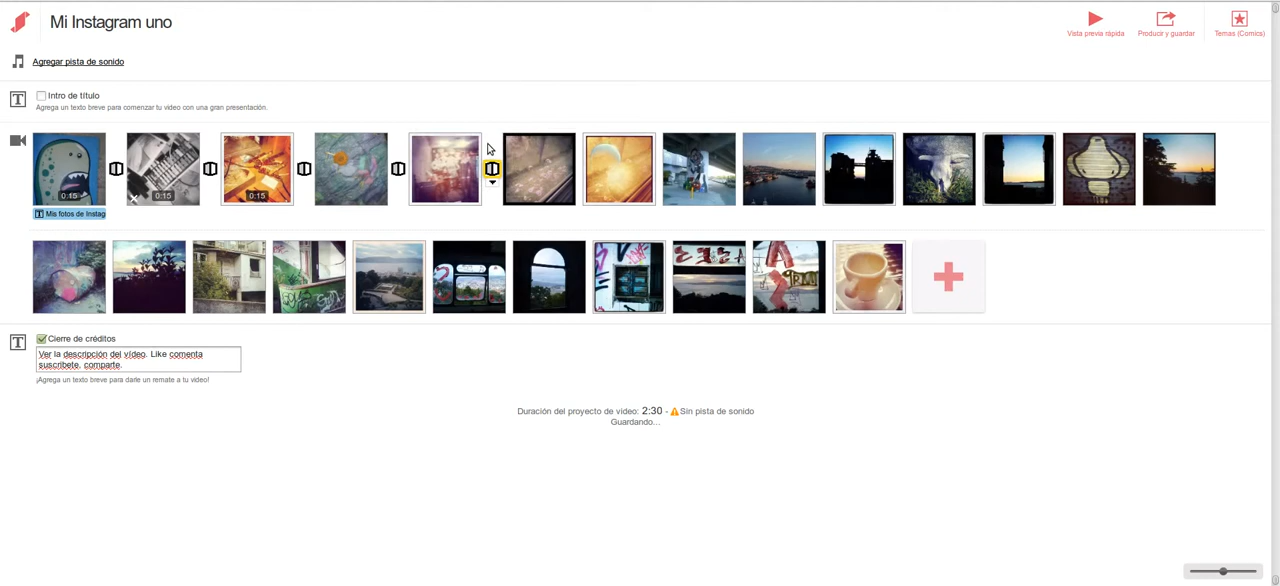 Mi Instagram uno
Vista previa rápida
Producir y guardar
Temas (Comics)
Agregar pista de sonido
Intro de título
Agrega un texto breve para comenzar tu video con una gran presentación.
0:15
0:15
0:15
Mis fotos de Instag
Cierre de créditos
Ver la descripción del vídeo. Like comenta
suscribete, comparte.
¡Agrega un texto breve para darle un remate a tu video!
Duración del proyecto de video: 2:30 - Sin pista de sonido
Guardando...